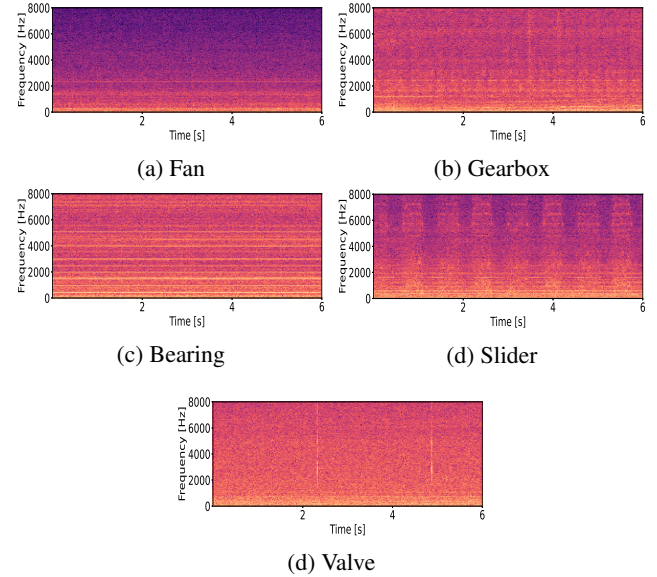 8000
6000
4000
2000
0
Frequency [Hz]
2 4 6
Time [s]
(a) Fan
8000
6000
4000
2000
0
Frequency [Hz]
2 4 6
Time [s]
(b) Gearbox
8000
6000
4000
2000
0
Frequency [Hz]
2 4 6
Time [s]
(c) Bearing
8000
6000
4000
2000
0
Frequency [Hz]
2 4 6
Time [s]
(d) Slider
8000
6000
4000
2000
0
Frequency [Hz]
2 4 6
Time [s]
(d) Valve